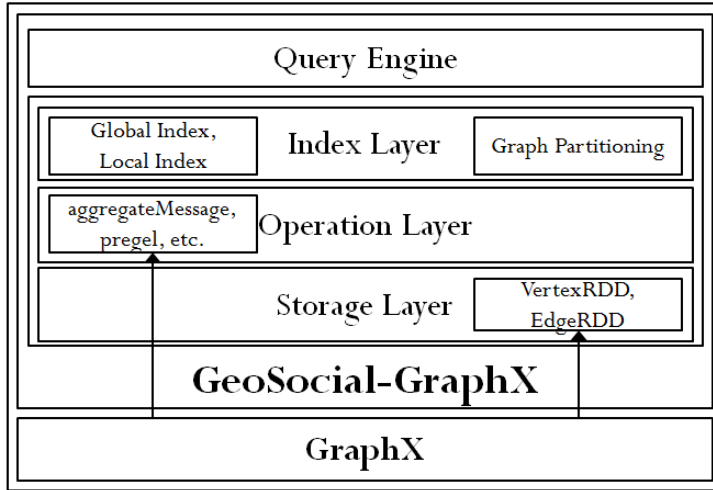 Query Engine
Global Index,
Local Index
Index Layer
Graph Partitioning
aggregateMessage,
pregel, etc.
Operation Layer
Storage Layer
VertexRDD,
EdgeRDD
GeoSocial-GraphX
GraphX